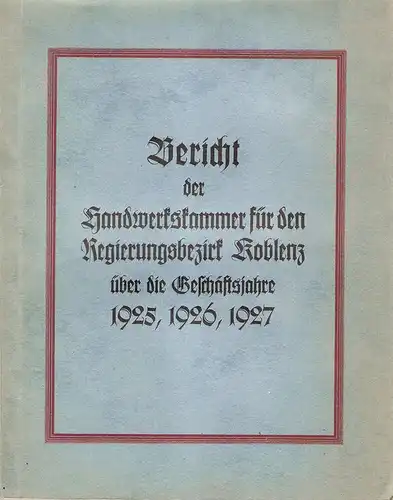 Bericht
der
Handwerkskammer für den
Regierungsbezirk Koblenz
über die Geschäftsjahre
1925, 1926, 1927